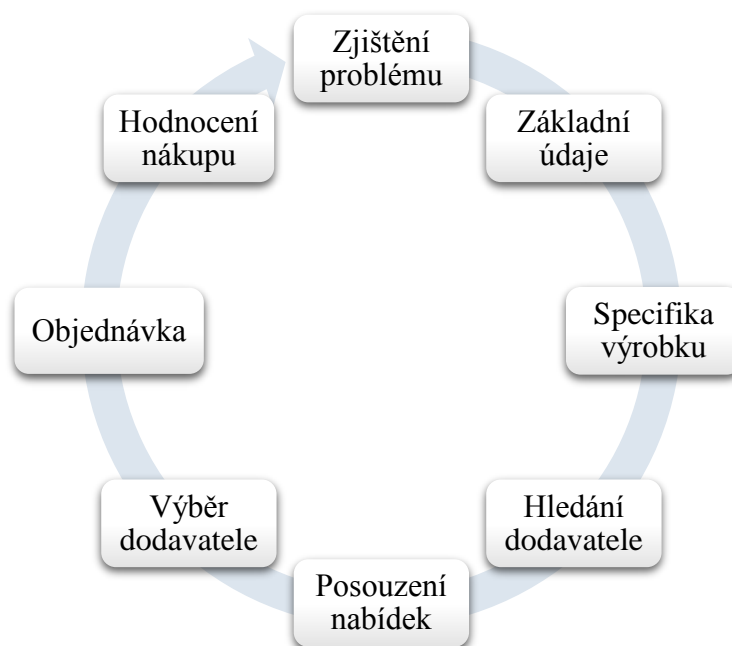 Zjištění
problému
Základní
údaje
Specifika
výrobku
Hledání
dodavatele
Posouzení
nabídek
Výběr
dodavatele
Objednávka
Hodnocení
nákupu